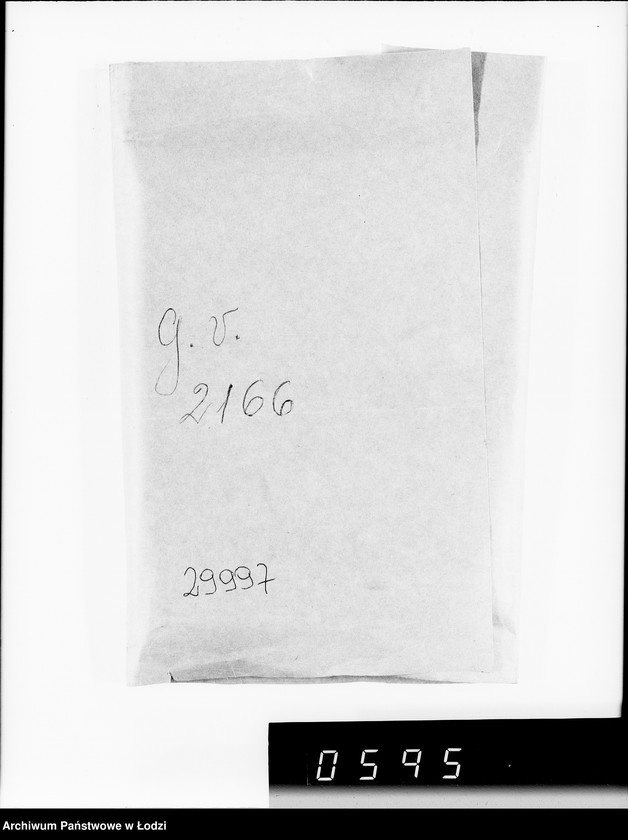 g. v.
2166
29997
0595
Archiwum Państwowe w Łodzi